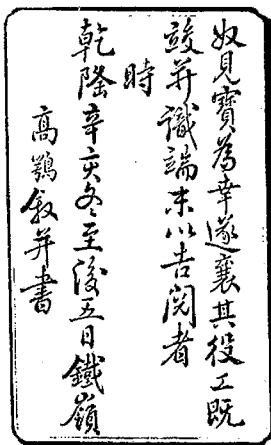 奴見寶為幸遂襄其役工既
竣并識端末以告閱者
時
乾隆辛亥冬至後五日鐵嶺
高鶚叙并書